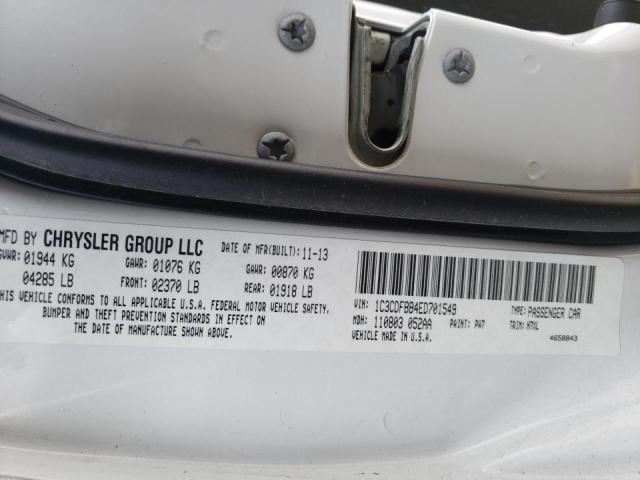 MFD BY CHRYSLER GROUP LLC DATE OF MFR(BUILT): 11-13
GVWR: 01944 KG GAWR: 01076 KG GAWR: 00870 KG
04285 LB FRONT: 02370 LB REAR: 01918 LB
THIS VEHICLE CONFORMS TO ALL APPLICABLE U.S.A. FEDERAL MOTOR VEHICLE SAFETY,
BUMPER AND THEFT PREVENTION STANDARDS IN EFFECT ON
THE DATE OF MANUFACTURE SHOWN ABOVE.
VIN: 1C3CDFBB4ED701549 TYPE: PASSENGER CAR
MDH: 110803 052AA PAINT: PW7 TRIM: H7XL
VEHICLE MADE IN U.S.A. 4658843